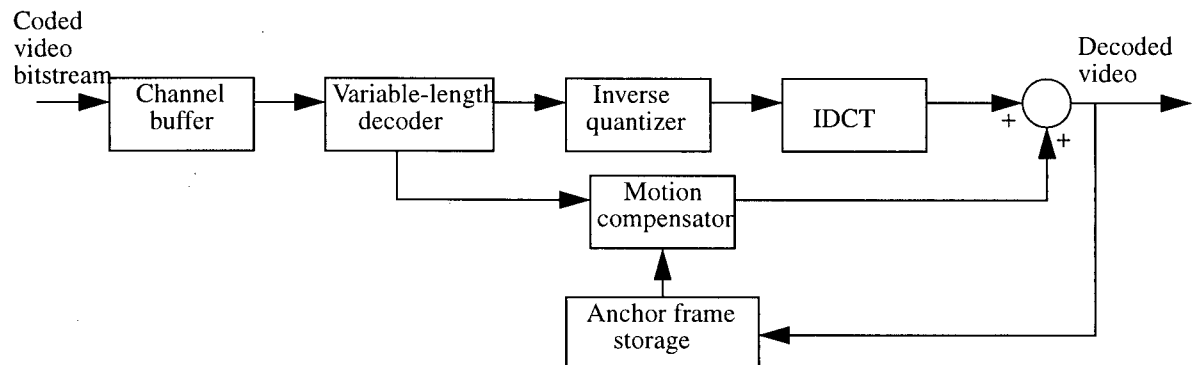 Coded
video
bitstream
Decoded
video
Channel
buffer
Variable-length
decoder
Inverse
quantizer
IDCT
+
+
Motion
compensator
Anchor frame
storage